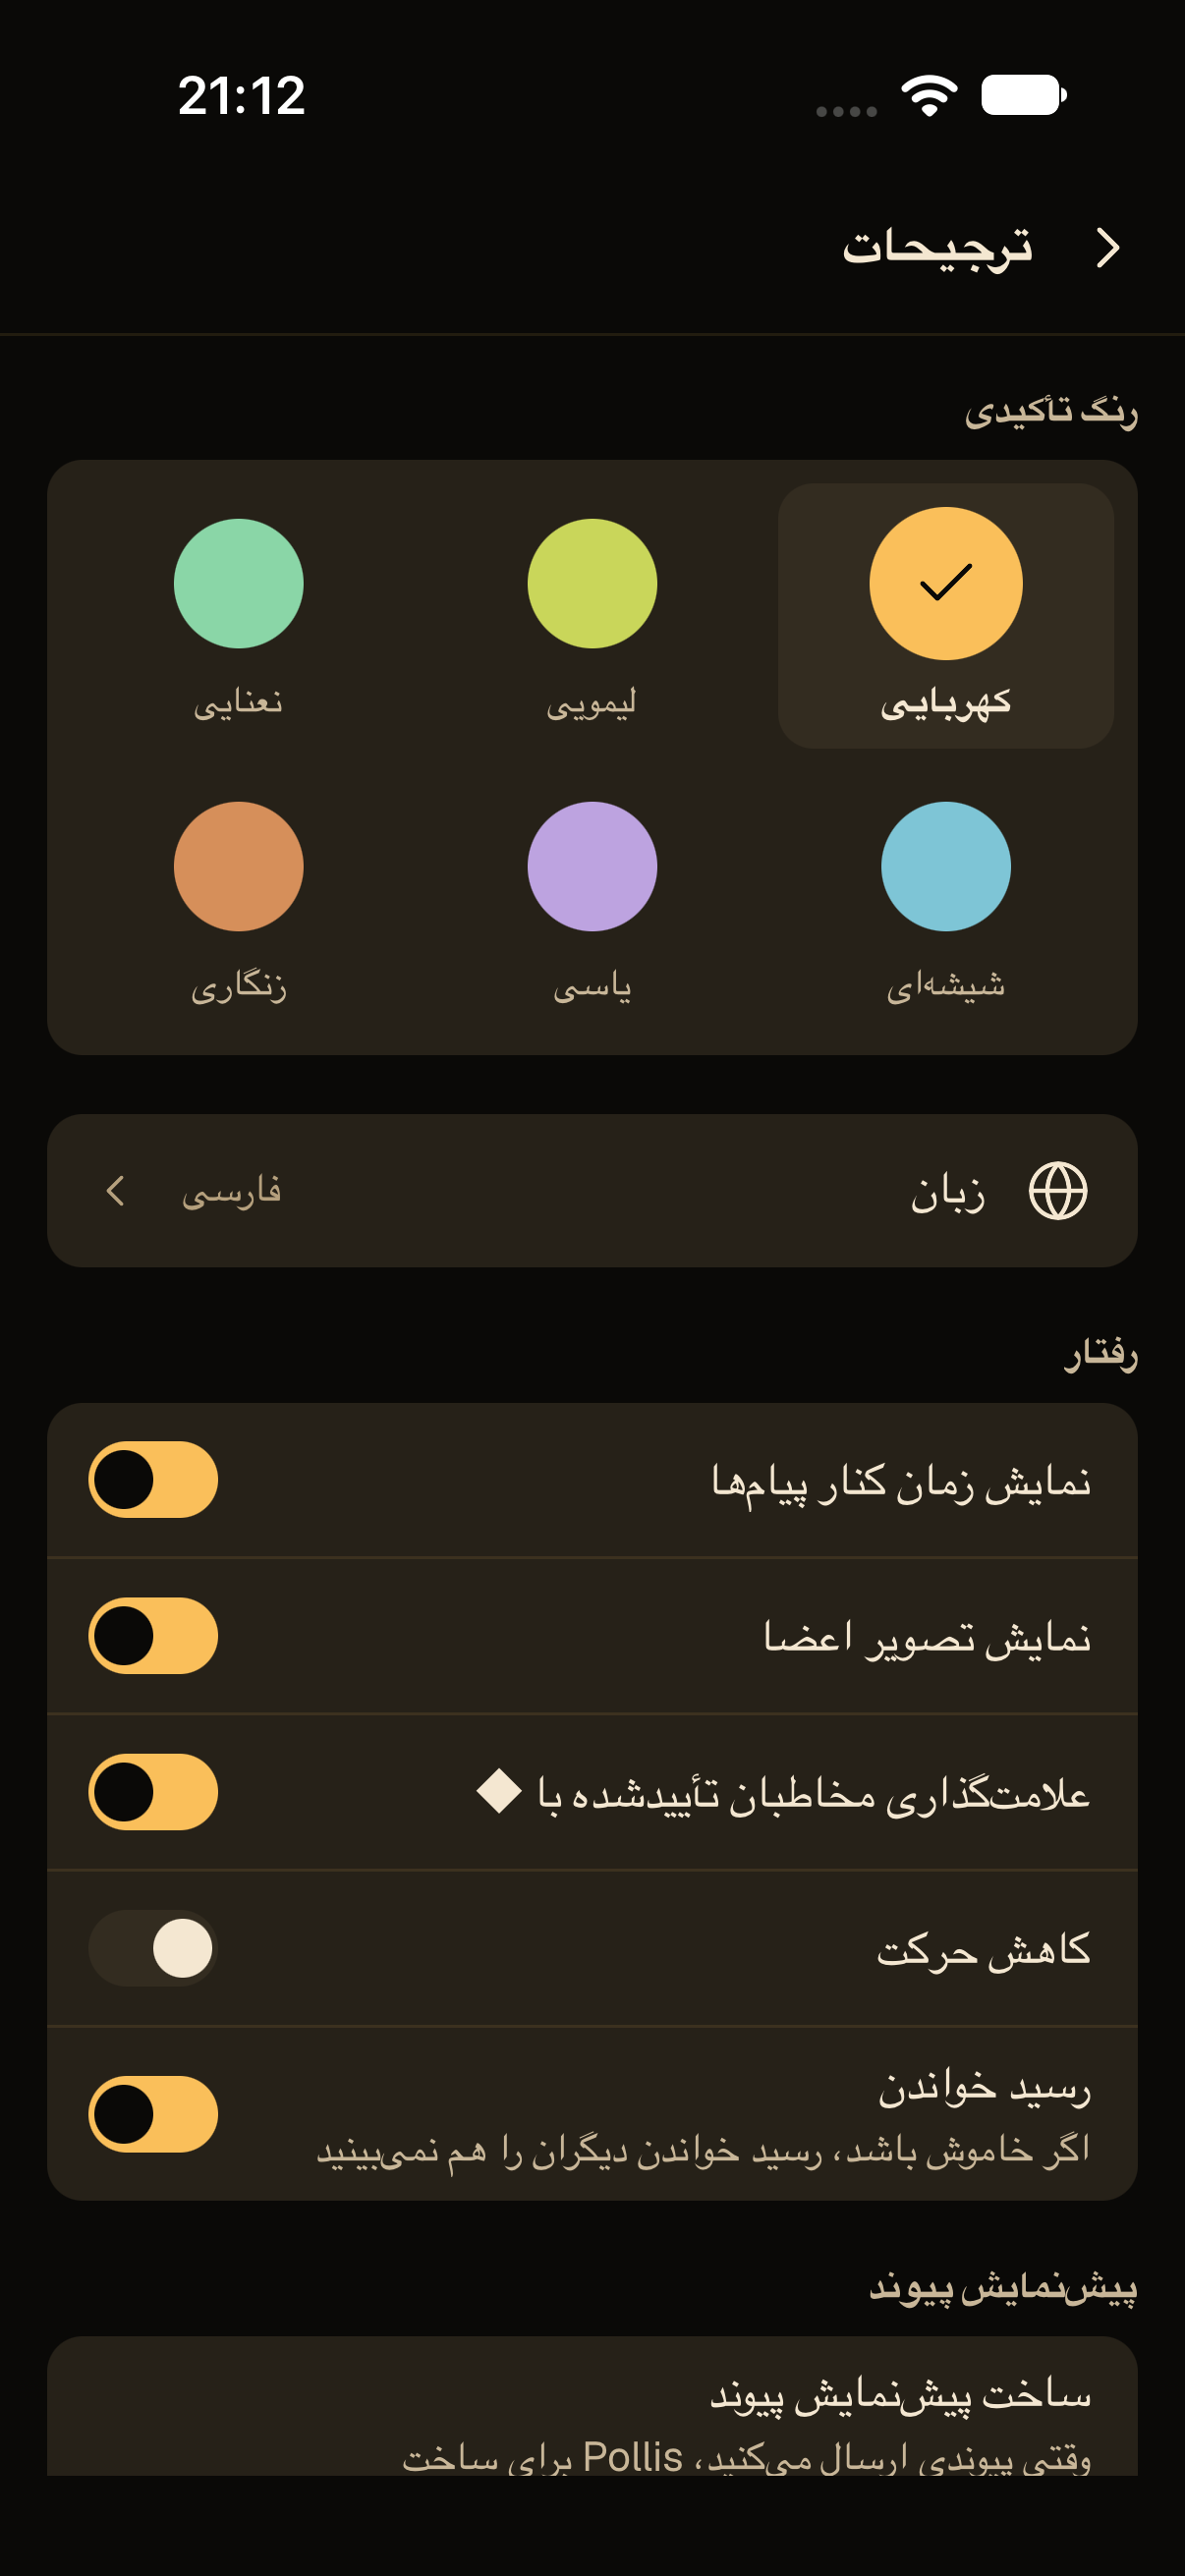 21:12
ترجیحات
رنگ تأکیدی
کهربایی
لیمویی
نعنایی
شیشه‌ای
یاسی
زنگاری
زبان
فارسی
رفتار
نمایش زمان کنار پیام‌ها
نمایش تصویر اعضا
علامت‌گذاری مخاطبان تأییدشده با ◆
کاهش حرکت
رسید خواندن
اگر خاموش باشد، رسید خواندن دیگران را هم نمی‌بینید
پیش‌نمایش پیوند
ساخت پیش‌نمایش پیوند
وقتی پیوندی ارسال می‌کنید، Pollis برای ساخت